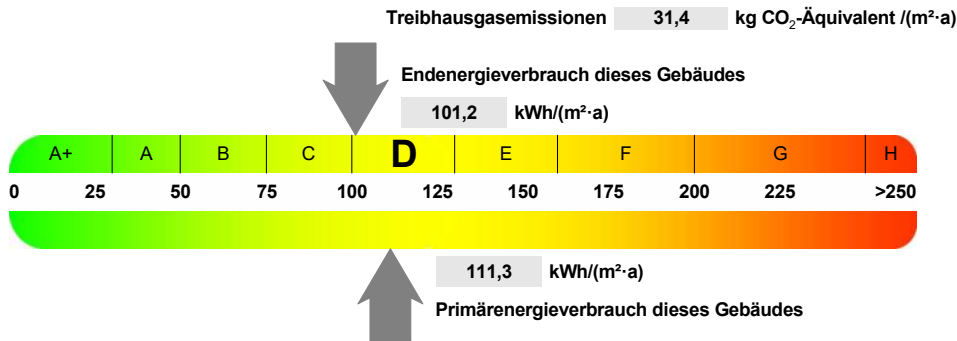 Treibhausgasemissionen 31,4 kg CO₂-Äquivalent /(m²·a)
Endenergieverbrauch dieses Gebäudes
101,2 kWh/(m²·a)
A+ A B C D E F G H
0 25 50 75 100 125 150 175 200 225 >250
111,3 kWh/(m²·a)
Primärenergieverbrauch dieses Gebäudes